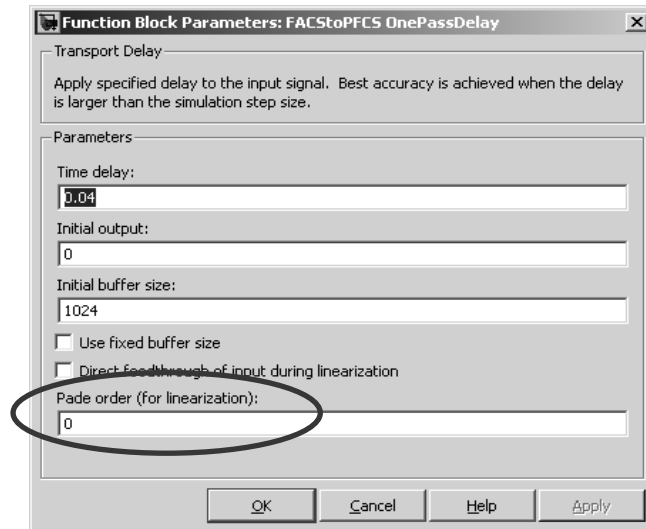 Function Block Parameters: FACStoPFCS OnePassDelay
Transport Delay
Apply specified delay to the input signal. Best accuracy is achieved when the delay
is larger than the simulation step size.
Parameters
Time delay:
0.04
Initial output:
0
Initial buffer size:
1024
Use fixed buffer size
Direct feedthrough of input during linearization
Pade order (for linearization):
0
OK Cancel Help Apply